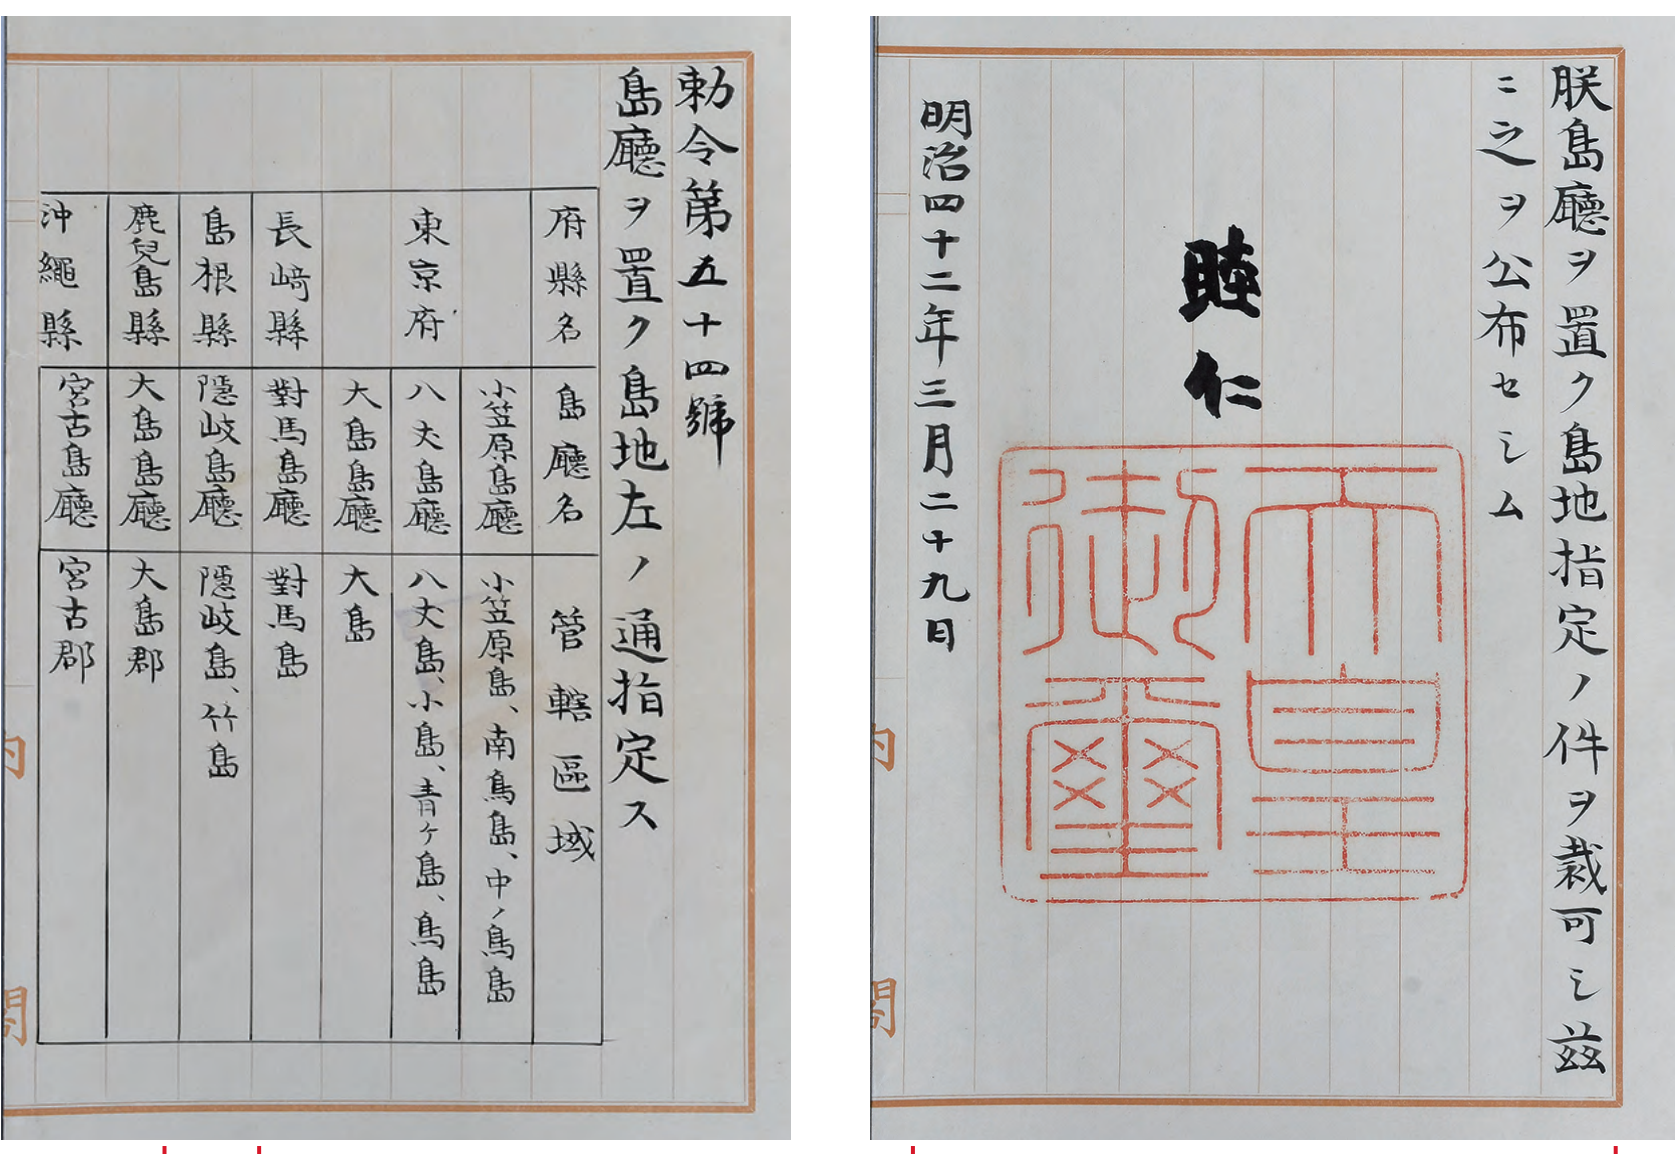 朕島廳ヲ置ク島地指定ノ件ヲ裁可シ茲
ニ之ヲ公布セシム
睦仁
天皇
御璽
明治四十二年三月二十九日
勅令第五十四號
島廳ヲ置ク島地左ノ通指定ス
府縣名 島廳名 管轄區域
小笠原島廳 小笠原島、南鳥島、中ノ鳥島
東京府 八丈島廳 八丈島、小島、青ヶ島、鳥島
大島島廳 大島
長崎縣 對馬島廳 對馬島
島根縣 隱岐島廳 隱岐島、竹島
鹿兒島縣 大島島廳 大島郡
沖繩縣 宮古島廳 宮古郡